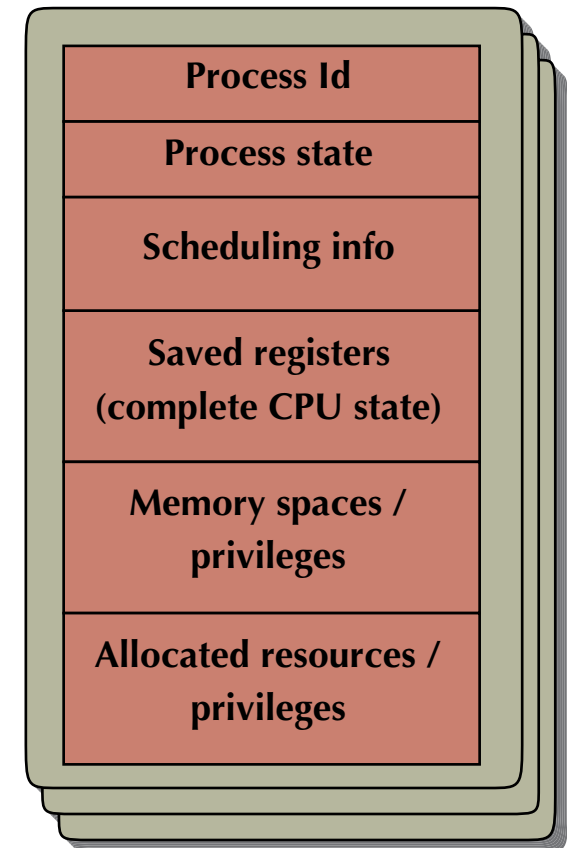 Process Id
Process state
Scheduling info
Saved registers
(complete CPU state)
Memory spaces /
privileges
Allocated resources /
privileges